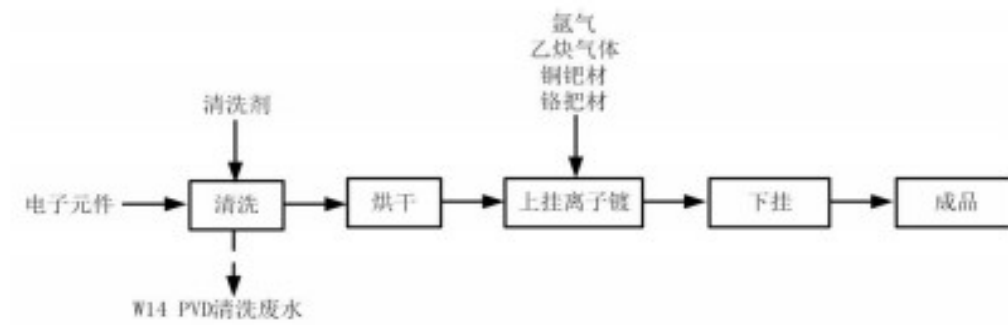 氩气
乙炔气体
铜钯材
铬把材
清洗剂
电子元件
清洗
烘干
上挂离子镀
下挂
成品
W14 PVD清洗废水